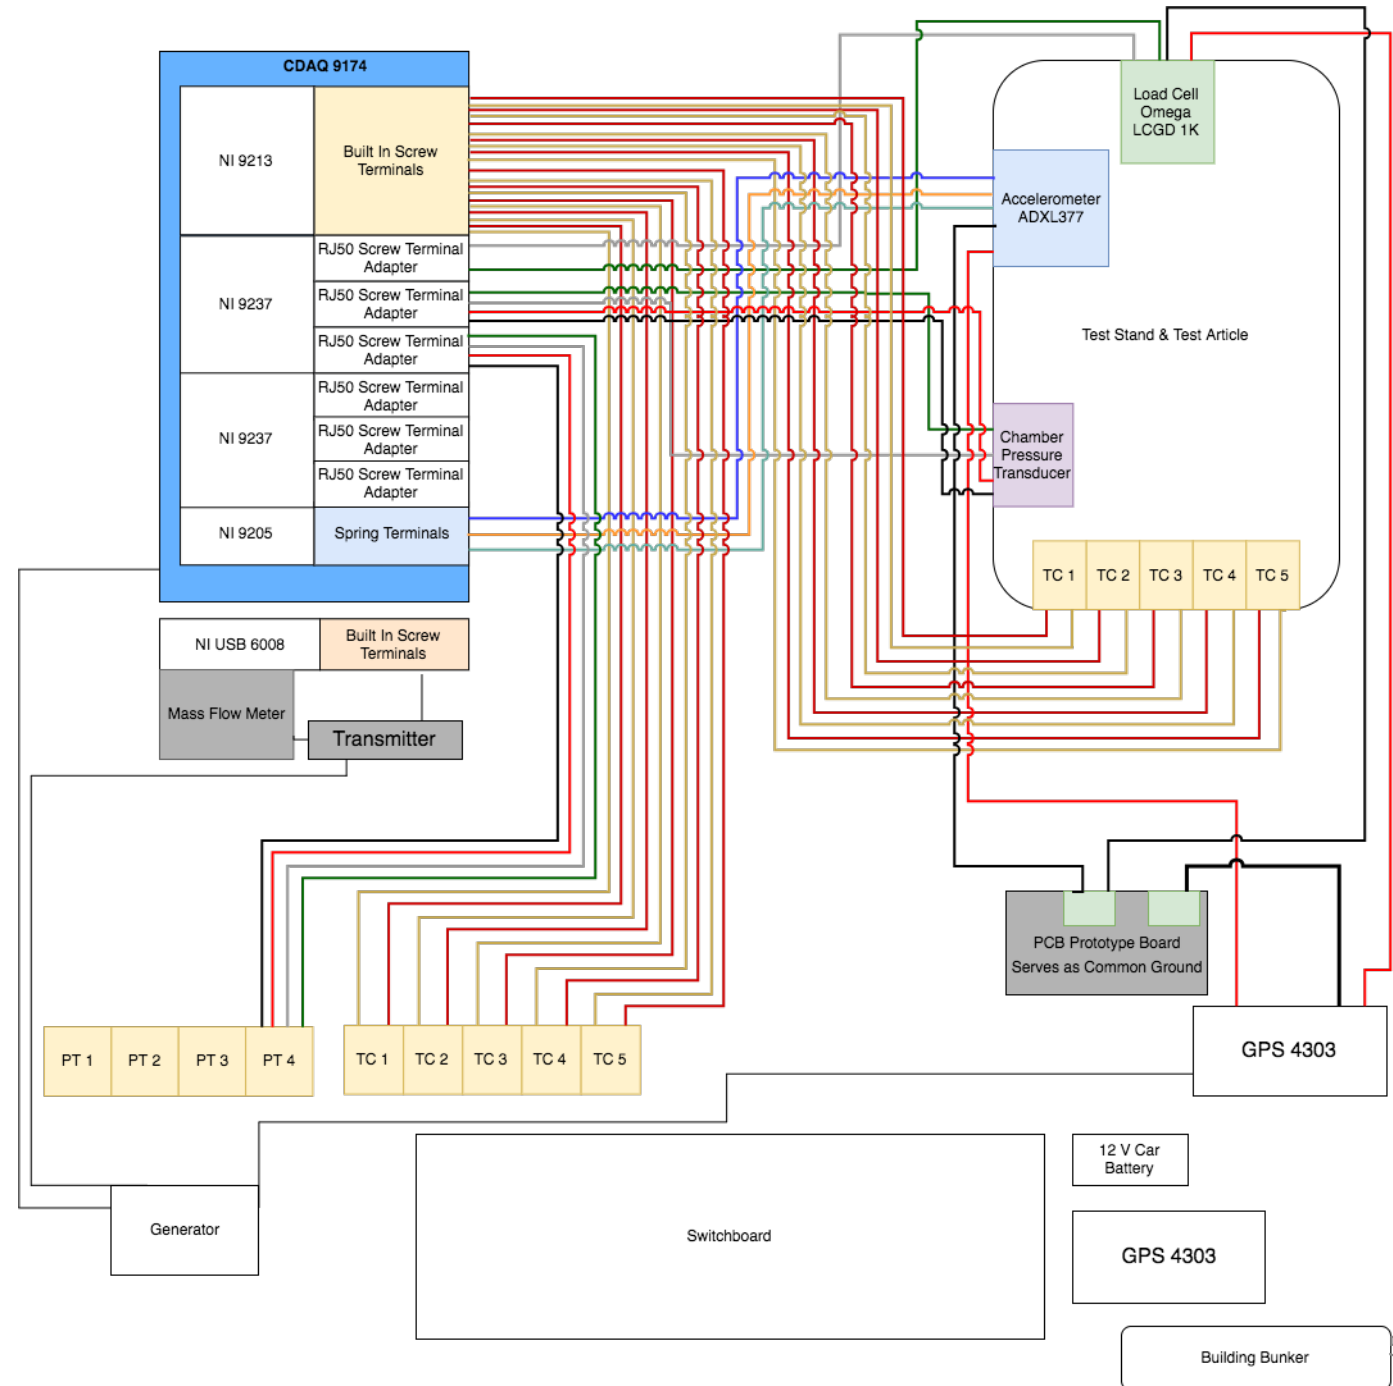 CDAQ 9174
NI 9213
Built In Screw
Terminals
NI 9237
RJ50 Screw Terminal
Adapter
RJ50 Screw Terminal
Adapter
RJ50 Screw Terminal
Adapter
NI 9237
RJ50 Screw Terminal
Adapter
RJ50 Screw Terminal
Adapter
RJ50 Screw Terminal
Adapter
NI 9205
Spring Terminals
NI USB 6008
Built In Screw
Terminals
Mass Flow Meter
Transmitter
Load Cell
Omega
LCGD 1K
Accelerometer
ADXL377
Test Stand & Test Article
Chamber
Pressure
Transducer
TC 1
TC 2
TC 3
TC 4
TC 5
PCB Prototype Board
Serves as Common Ground
GPS 4303
PT 1
PT 2
PT 3
PT 4
TC 1
TC 2
TC 3
TC 4
TC 5
Generator
Switchboard
12 V Car
Battery
GPS 4303
Building Bunker